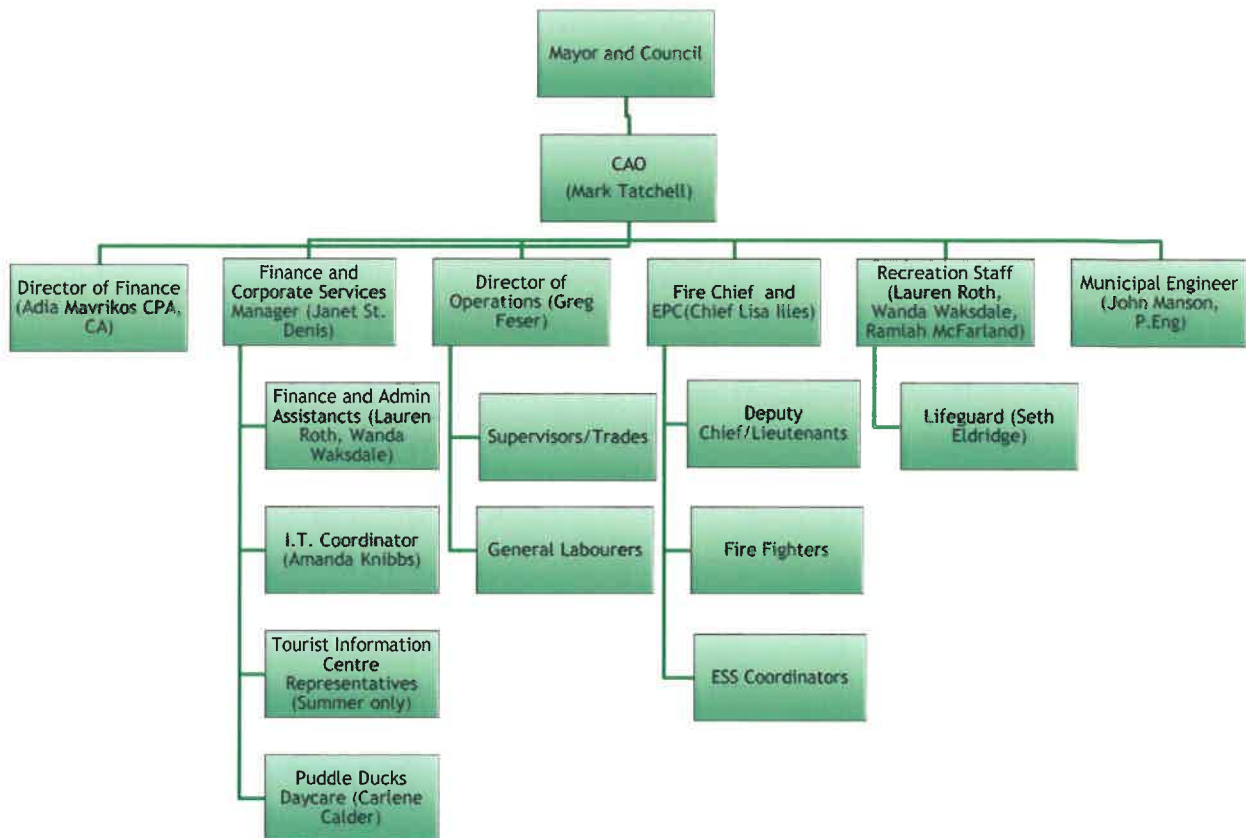 Mayor and Council
CAO
(Mark Tatchell)
Director of Finance
(Adia Mavrikos CPA,
CA)
Finance and
Corporate Services
Manager (Janet St.
Denis)
Director of
Operations (Greg
Feser)
Fire Chief and
EPC(Chief Lisa Iiles)
Recreation Staff
(Lauren Roth,
Wanda Waksdale,
Ramlah McFarland)
Municipal Engineer
(John Manson,
P.Eng)
Finance and Admin
Assistancts (Lauren
Roth, Wanda
Waksdale)
Supervisors/Trades
Deputy
Chief/Lieutenants
Lifeguard (Seth
Eldridge)
I.T. Coordinator
(Amanda Knibbs)
General Labourers
Fire Fighters
Tourist Information
Centre
Representatives
(Summer only)
ESS Coordinators
Puddle Ducks
Daycare (Carlene
Calder)